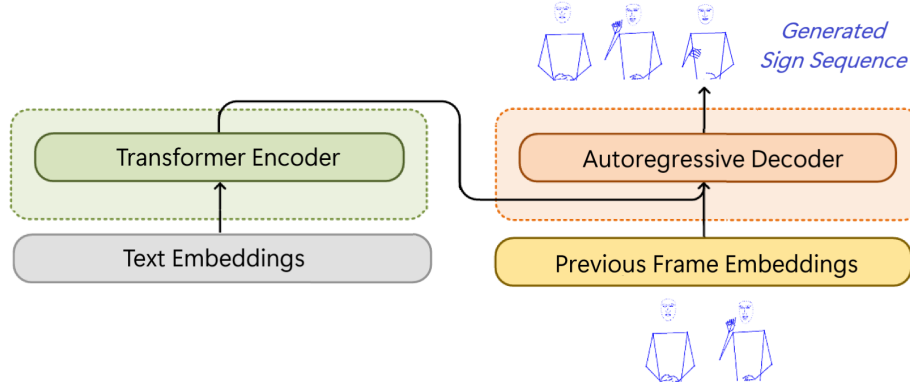 Generated
Sign Sequence
Transformer Encoder
Autoregressive Decoder
Text Embeddings
Previous Frame Embeddings